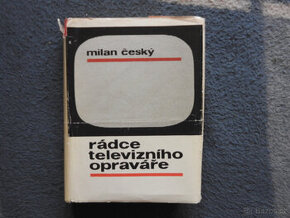 milan český
rádce
televizního
opraváře